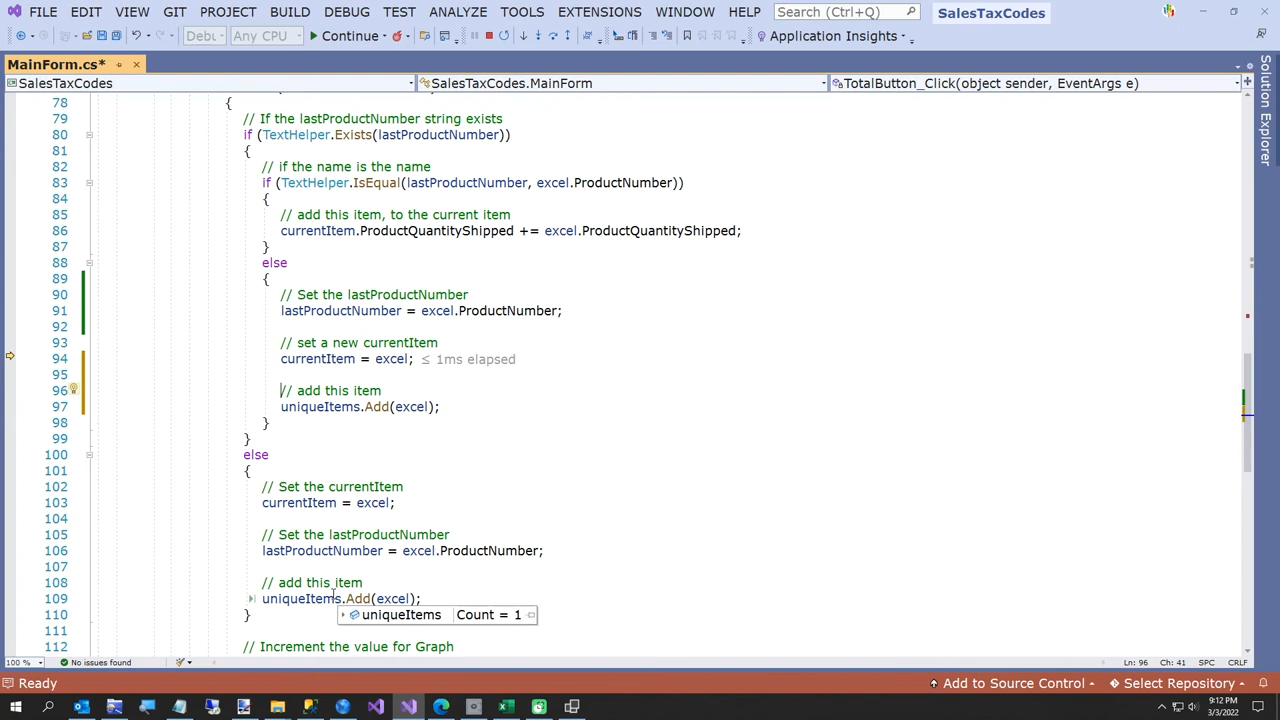 FILE EDIT VIEW GIT PROJECT BUILD DEBUG TEST ANALYZE TOOLS EXTENSIONS WINDOW HELP Search (Ctrl+Q) SalesTaxCodes
Debu Any CPU Continue Application Insights
MainForm.cs*
SalesTaxCodes SalesTaxCodes.MainForm TotalButton_Click(object sender, EventArgs e)
Solution Explorer
78 {
79 // If the lastProductNumber string exists
80 if (TextHelper.Exists(lastProductNumber))
81 {
82 // if the name is the name
83 if (TextHelper.IsEqual(lastProductNumber, excel.ProductNumber))
84 {
85 // add this item, to the current item
86 currentItem.ProductQuantityShipped += excel.ProductQuantityShipped;
87 }
88 else
89 {
90 // Set the lastProductNumber
91 lastProductNumber = excel.ProductNumber;
92
93 // set a new currentItem
94 currentItem = excel; ≤ 1ms elapsed
95
96 // add this item
97 uniqueItems.Add(excel);
98 }
99 }
100 else
101 {
102 // Set the currentItem
103 currentItem = excel;
104
105 // Set the lastProductNumber
106 lastProductNumber = excel.ProductNumber;
107
108 // add this item
109 uniqueItems.Add(excel);
110 }
uniqueItems Count = 1
111
112 // Increment the value for Graph
100 % No issues found Ln: 96 Ch: 41 SPC CRLF
Ready Add to Source Control Select Repository
9:12 PM
3/3/2022